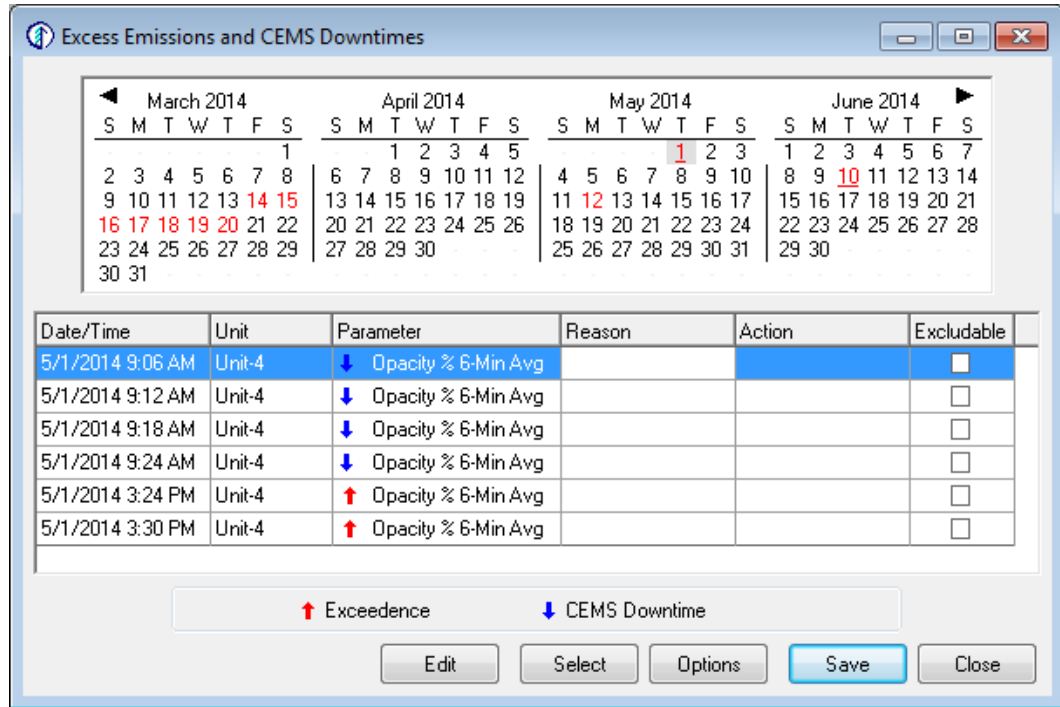 Excess Emissions and CEMS Downtimes
March 2014 April 2014 May 2014 June 2014
S M T W T F S S M T W T F S S M T W T F S S M T W T F S
1 1 2 3 4 5 1 2 3 1 2 3 4 5 6 7
2 3 4 5 6 7 8 6 7 8 9 10 11 12 4 5 6 7 8 9 10 8 9 10 11 12 13 14
9 10 11 12 13 14 15 13 14 15 16 17 18 19 11 12 13 14 15 16 17 15 16 17 18 19 20 21
16 17 18 19 20 21 22 20 21 22 23 24 25 26 18 19 20 21 22 23 24 22 23 24 25 26 27 28
23 24 25 26 27 28 29 27 28 29 30 25 26 27 28 29 30 31 29 30
30 31
Date/Time Unit Parameter Reason Action Excludable
5/1/2014 9:06 AM Unit-4 Opacity % 6-Min Avg
5/1/2014 9:12 AM Unit-4 Opacity % 6-Min Avg
5/1/2014 9:18 AM Unit-4 Opacity % 6-Min Avg
5/1/2014 9:24 AM Unit-4 Opacity % 6-Min Avg
5/1/2014 3:24 PM Unit-4 Opacity % 6-Min Avg
5/1/2014 3:30 PM Unit-4 Opacity % 6-Min Avg
Exceedence CEMS Downtime
Edit Select Options Save Close